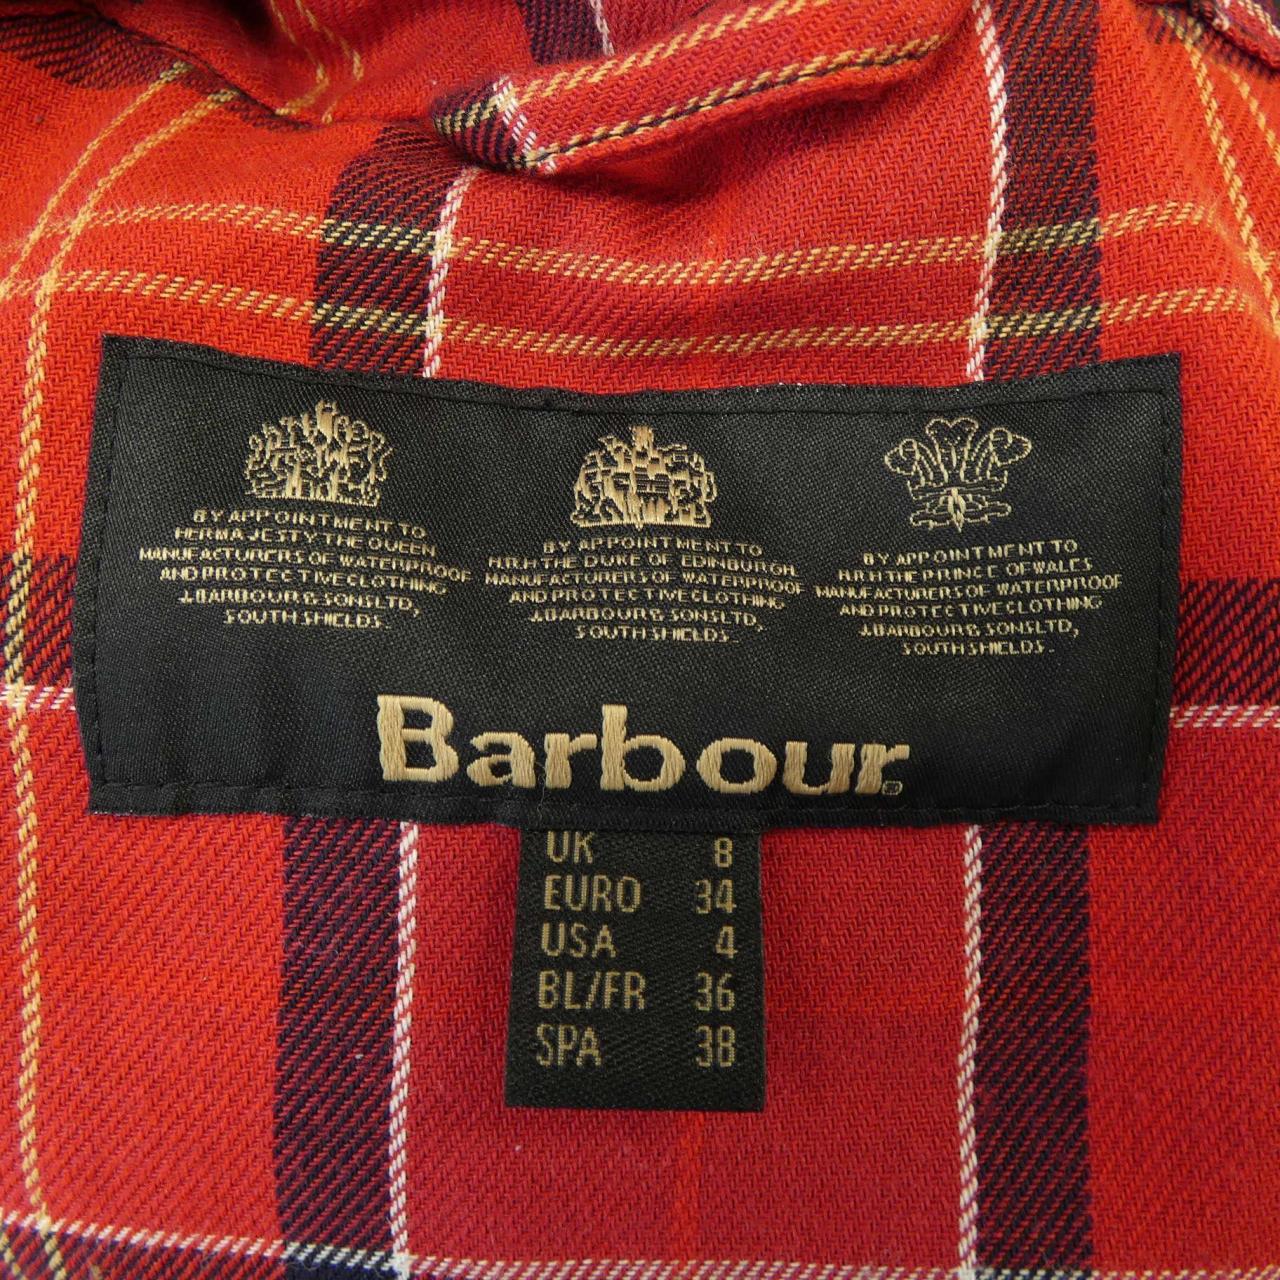 BY APPOINTMENT TO
HER MAJESTY THE QUEEN
MANUFACTURERS OF WATERPROOF
AND PROTECTIVE CLOTHING
J.BARBOUR & SONS LTD,
SOUTH SHIELDS.
BY APPOINTMENT TO
H.R.H THE DUKE OF EDINBURGH
MANUFACTURERS OF WATERPROOF
AND PROTECTIVE CLOTHING
J.BARBOUR & SONS LTD,
SOUTH SHIELDS.
BY APPOINTMENT TO
H.R.H THE PRINCE OF WALES
MANUFACTURERS OF WATERPROOF
AND PROTECTIVE CLOTHING
J.BARBOUR & SONS LTD,
SOUTH SHIELDS.
Barbour®
UK 8
EURO 34
USA 4
BL/FR 36
SPA 38